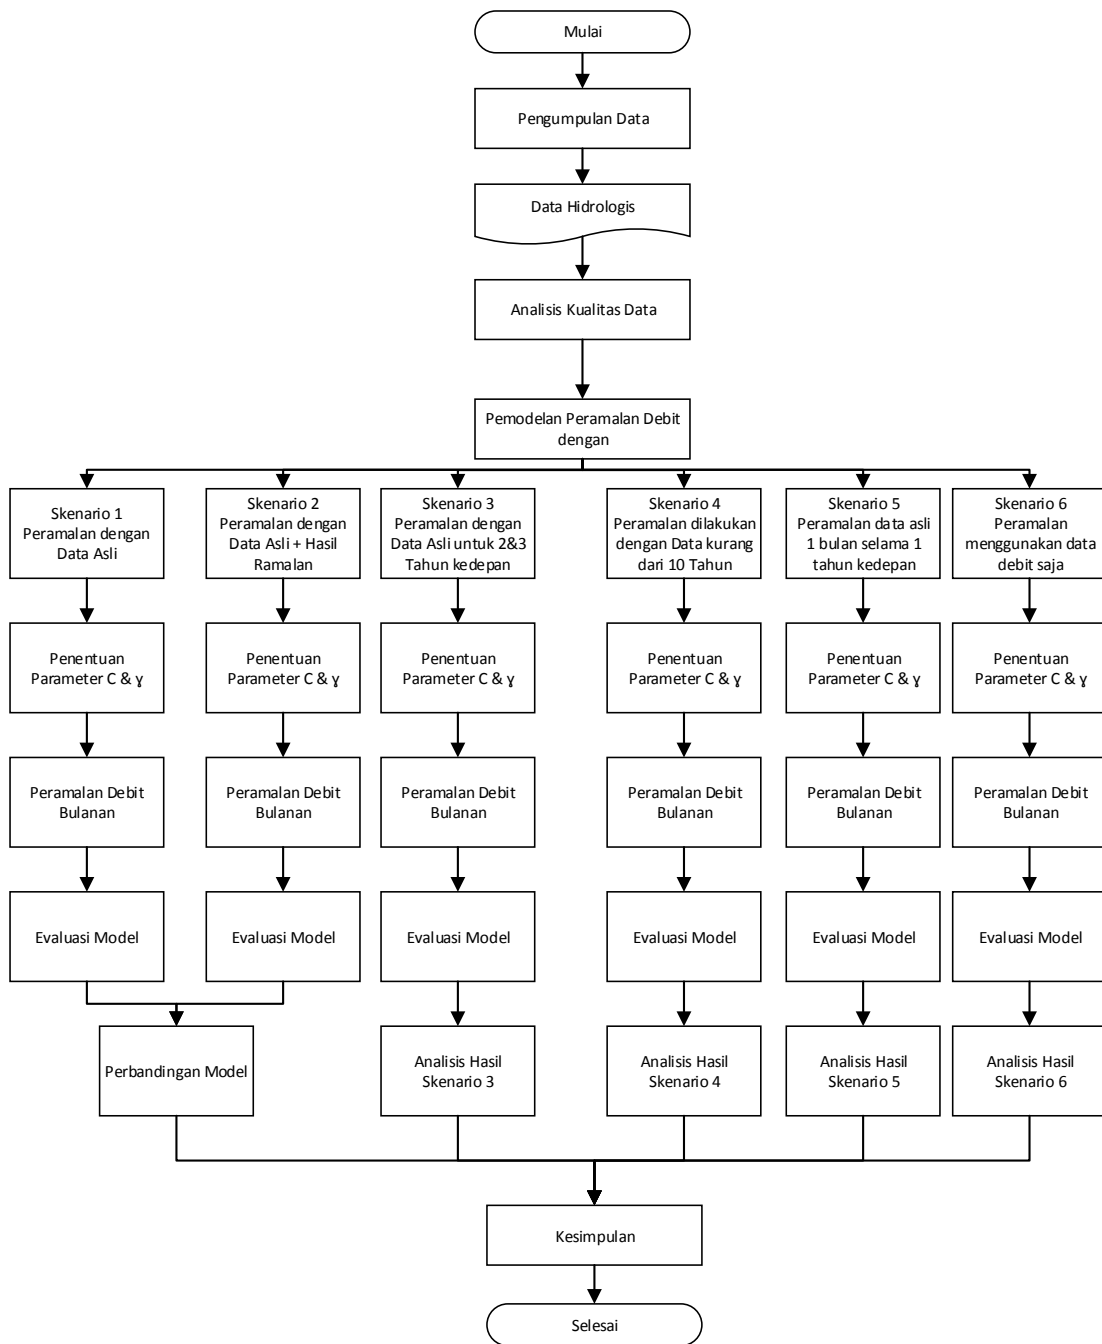 Mulai
Pengumpulan Data
Data Hidrologis
Analisis Kualitas Data
Pemodelan Peramalan Debit
dengan
Skenario 1
Peramalan dengan
Data Asli
Skenario 2
Peramalan dengan
Data Asli + Hasil
Ramalan
Skenario 3
Peramalan dengan
Data Asli untuk 2&3
Tahun kedepan
Skenario 4
Peramalan dilakukan
dengan Data kurang
dari 10 Tahun
Skenario 5
Peramalan data asli
1 bulan selama 1
tahun kedepan
Skenario 6
Peramalan
menggunakan data
debit saja
Penentuan
Parameter C & ɣ
Penentuan
Parameter C & ɣ
Penentuan
Parameter C & ɣ
Penentuan
Parameter C & ɣ
Penentuan
Parameter C & ɣ
Penentuan
Parameter C & ɣ
Peramalan Debit
Bulanan
Peramalan Debit
Bulanan
Peramalan Debit
Bulanan
Peramalan Debit
Bulanan
Peramalan Debit
Bulanan
Peramalan Debit
Bulanan
Evaluasi Model
Evaluasi Model
Evaluasi Model
Evaluasi Model
Evaluasi Model
Evaluasi Model
Perbandingan Model
Analisis Hasil
Skenario 3
Analisis Hasil
Skenario 4
Analisis Hasil
Skenario 5
Analisis Hasil
Skenario 6
Kesimpulan
Selesai